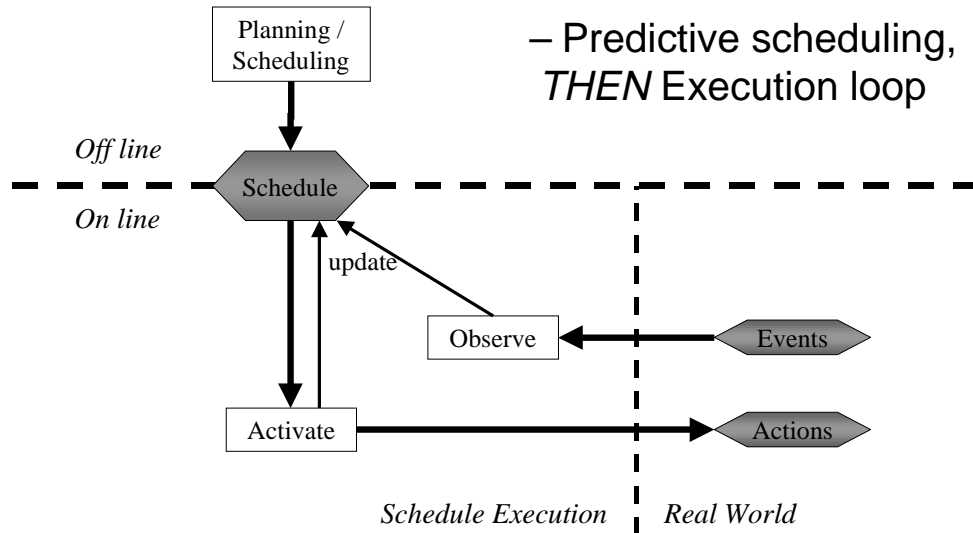 Planning /
Scheduling
– Predictive scheduling,
THEN Execution loop
Off line
Schedule
On line
update
Observe
Events
Activate
Actions
Schedule Execution
Real World